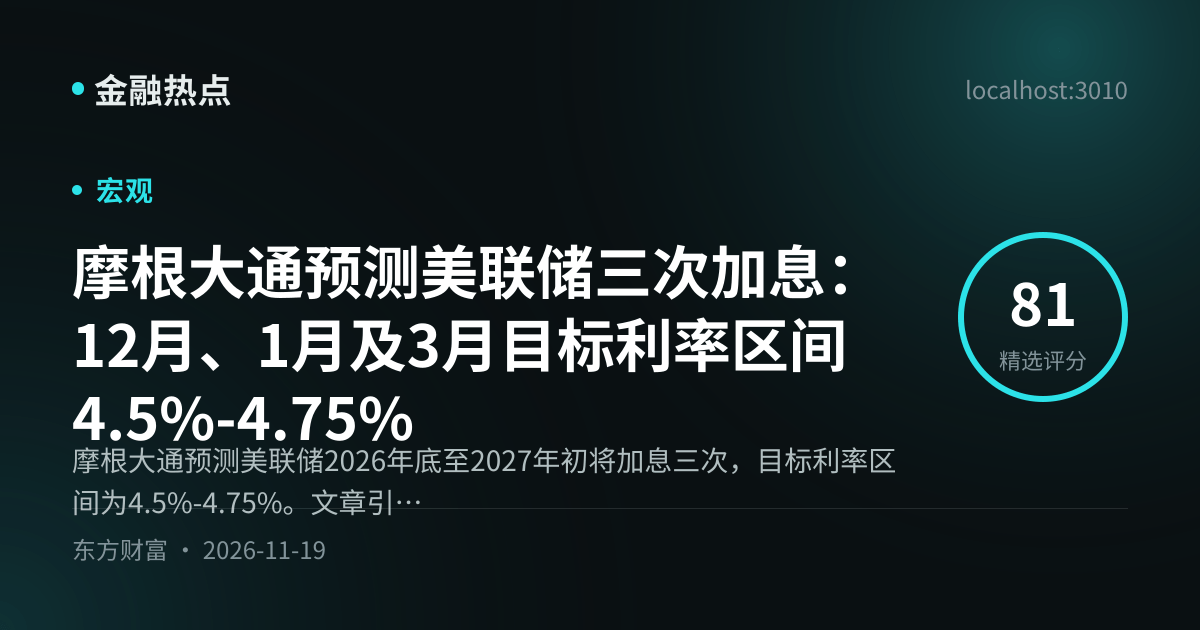 金融热点
localhost:3010
宏观
摩根大通预测美联储三次加息：
12月、1月及3月目标利率区间
4.5%-4.75%
81
精选评分
摩根大通预测美联储2026年底至2027年初将加息三次，目标利率区
间为4.5%-4.75%。文章引…
东方财富 · 2026-11-19